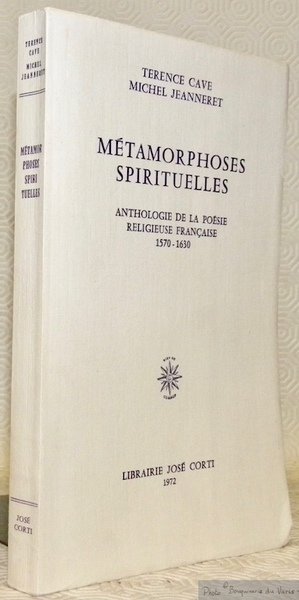 TERENCE
CAVE
MICHEL
JEANNERET
MÉTAMOR
PHOSES
SPIRI
TUELLES
JOSÉ
CORTI
TERENCE CAVE
MICHEL JEANNERET
MÉTAMORPHOSES
SPIRITUELLES
ANTHOLOGIE DE LA POÉSIE
RELIGIEUSE FRANÇAISE
1570-1630
LIBRAIRIE JOSÉ CORTI
1972
Photo © Bouquinerie du Varis